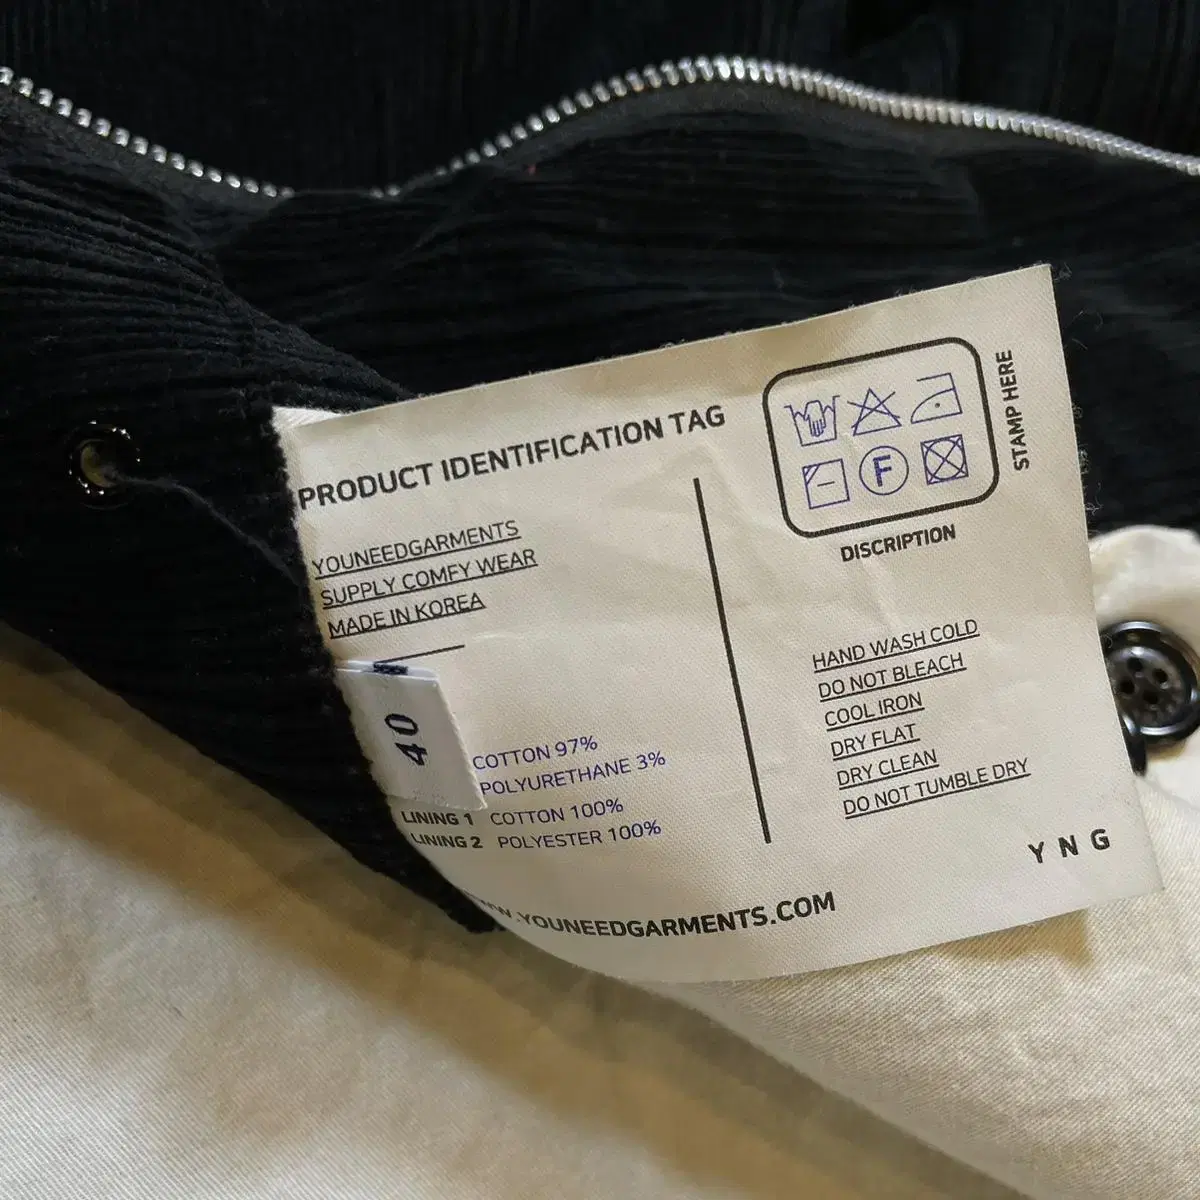 PRODUCT IDENTIFICATION TAG
YOUNEEDGARMENTS
SUPPLY COMFY WEAR
MADE IN KOREA
40
COTTON 97%
POLYURETHANE 3%
LINING 1 COTTON 100%
LINING 2 POLYESTER 100%
F
STAMP HERE
DISCRIPTION
HAND WASH COLD
DO NOT BLEACH
COOL IRON
DRY FLAT
DRY CLEAN
DO NOT TUMBLE DRY
Y N G
WW.YOUNEEDGARMENTS.COM